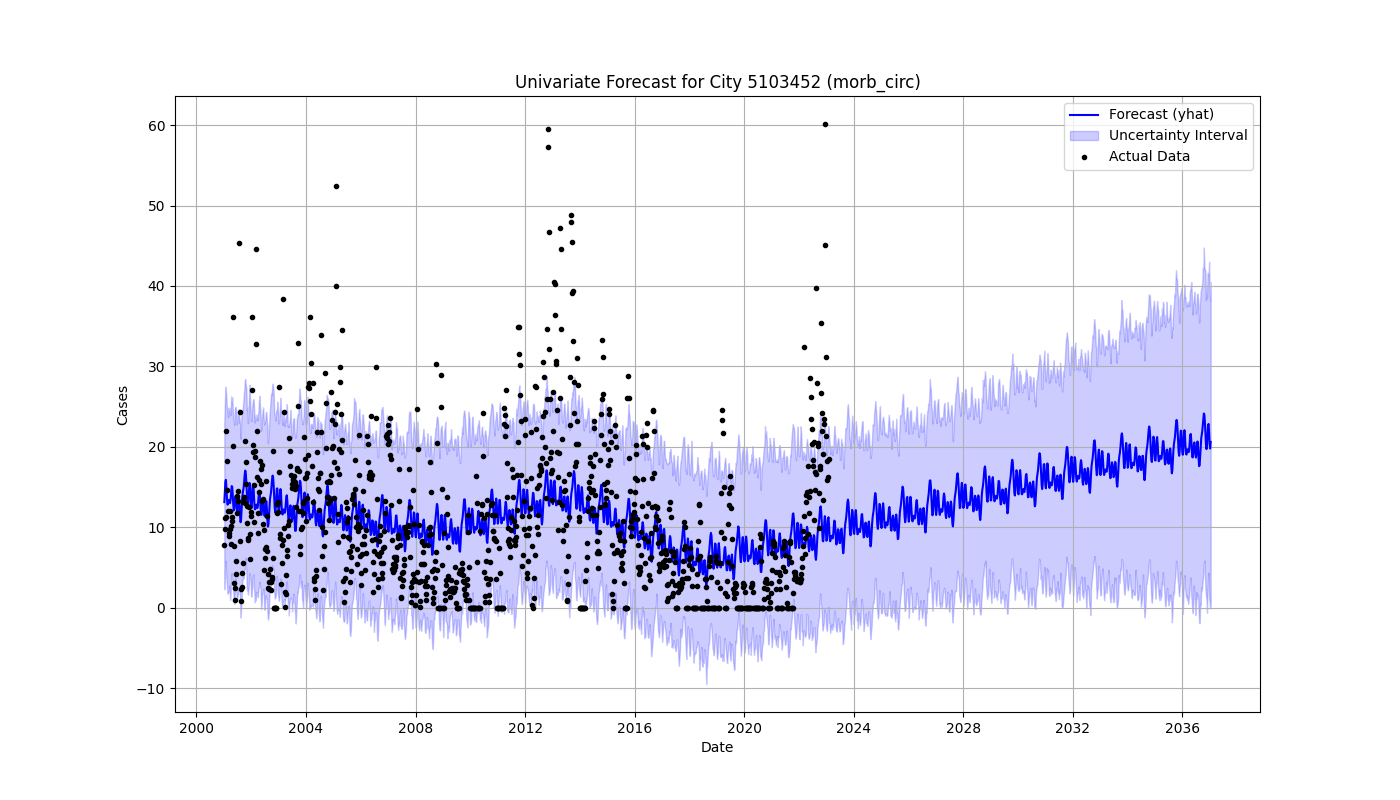 Univariate Forecast for City 5103452 (morb_circ)
Forecast (yhat)
Uncertainty Interval
Actual Data
Cases
60
50
40
30
20
10
0
−10
2000 2004 2008 2012 2016 2020 2024 2028 2032 2036
Date